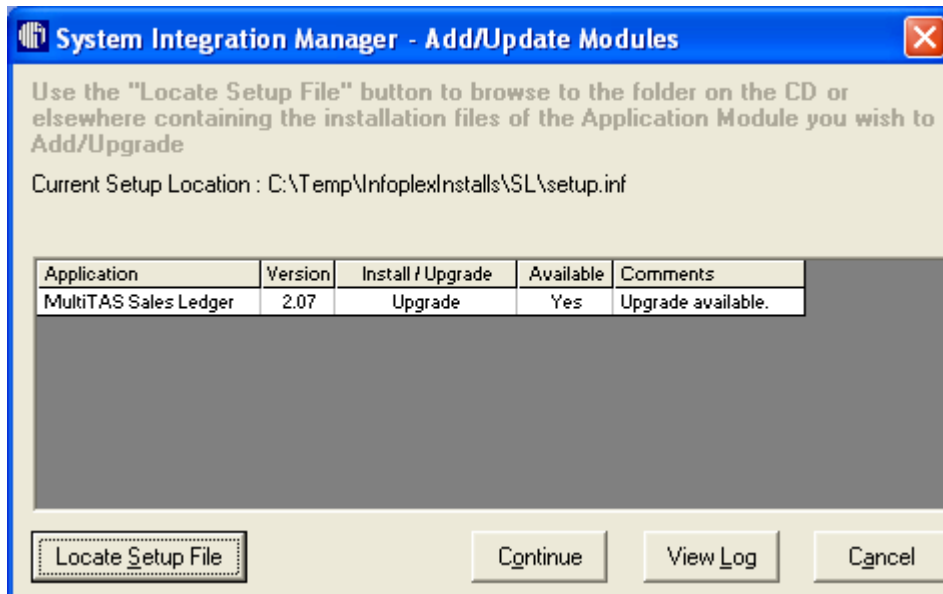 System Integration Manager - Add/Update Modules
Use the "Locate Setup File" button to browse to the folder on the CD or
elsewhere containing the installation files of the Application Module you wish to
Add/Upgrade
Current Setup Location : C:\Temp\InfoplexInstalls\SL\setup.inf
Application Version Install / Upgrade Available Comments
MultiTAS Sales Ledger 2.07 Upgrade Yes Upgrade available.
Locate Setup File Continue View Log Cancel